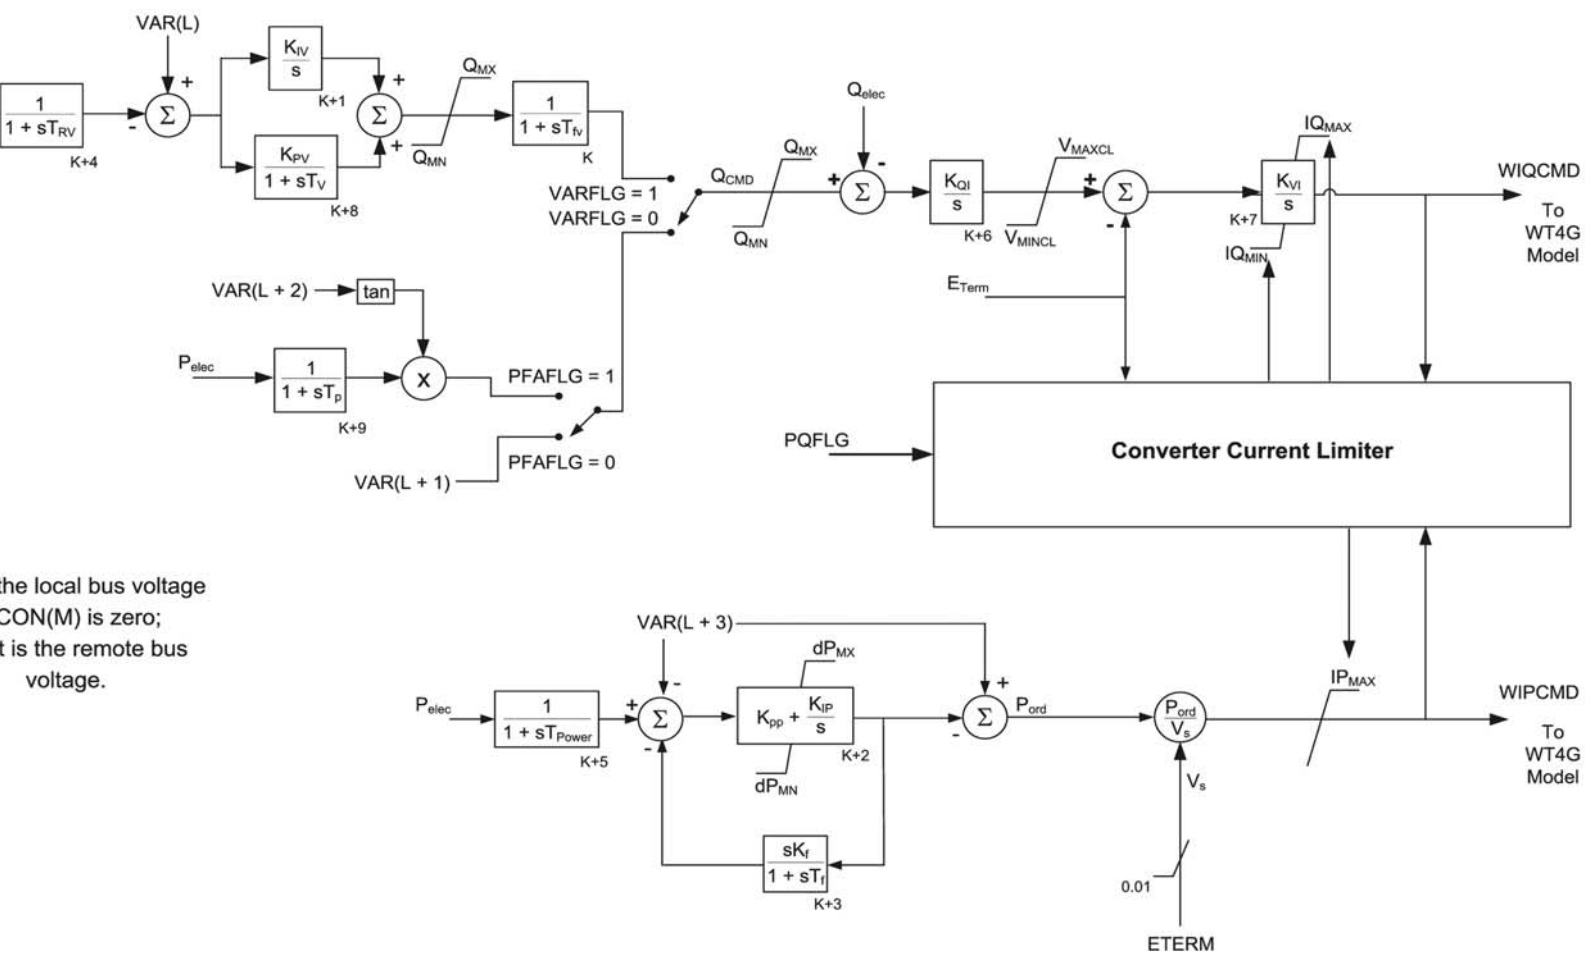 VAR(L)
K_IV
s
K+1
+
-
Σ
1
1 + sT_RV
K+4
K_PV
1 + sT_V
K+8
+
+
Σ
Q_MX
Q_MN
1
1 + sT_fv
K
VARFLG = 1
VARFLG = 0
Q_CMD
Q_MX
Q_MN
Q_elec
+
-
Σ
K_QI
s
K+6
V_MAXCL
V_MINCL
+
-
Σ
E_Term
IQ_MAX
K_VI
s
K+7
IQ_MIN
WIQCMD
To
WT4G
Model
VAR(L + 2)
tan
P_elec
1
1 + sT_p
K+9
X
PFAFLG = 1
PFAFLG = 0
VAR(L + 1)
PQFLG
Converter Current Limiter
the local bus voltage
CON(M) is zero;
t is the remote bus
voltage.
VAR(L + 3)
P_elec
1
1 + sT_Power
K+5
+
-
-
Σ
dP_MX
K_pp + K_IP
s
K+2
dP_MN
sK_f
1 + sT_f
K+3
+
-
Σ
P_ord
P_ord
V_s
V_s
0.01
ETERM
IP_MAX
WIPCMD
To
WT4G
Model